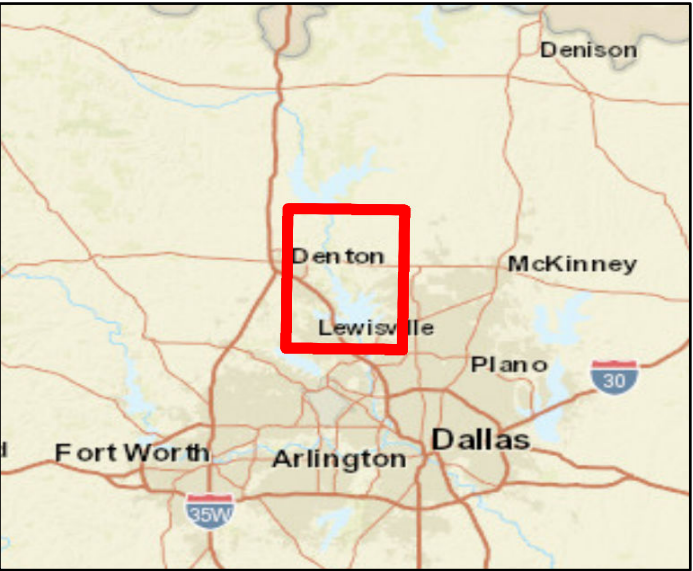 Denison
Denton
McKinney
Lewisville
Plano
30
Dallas
Fort Worth
Arlington
35W